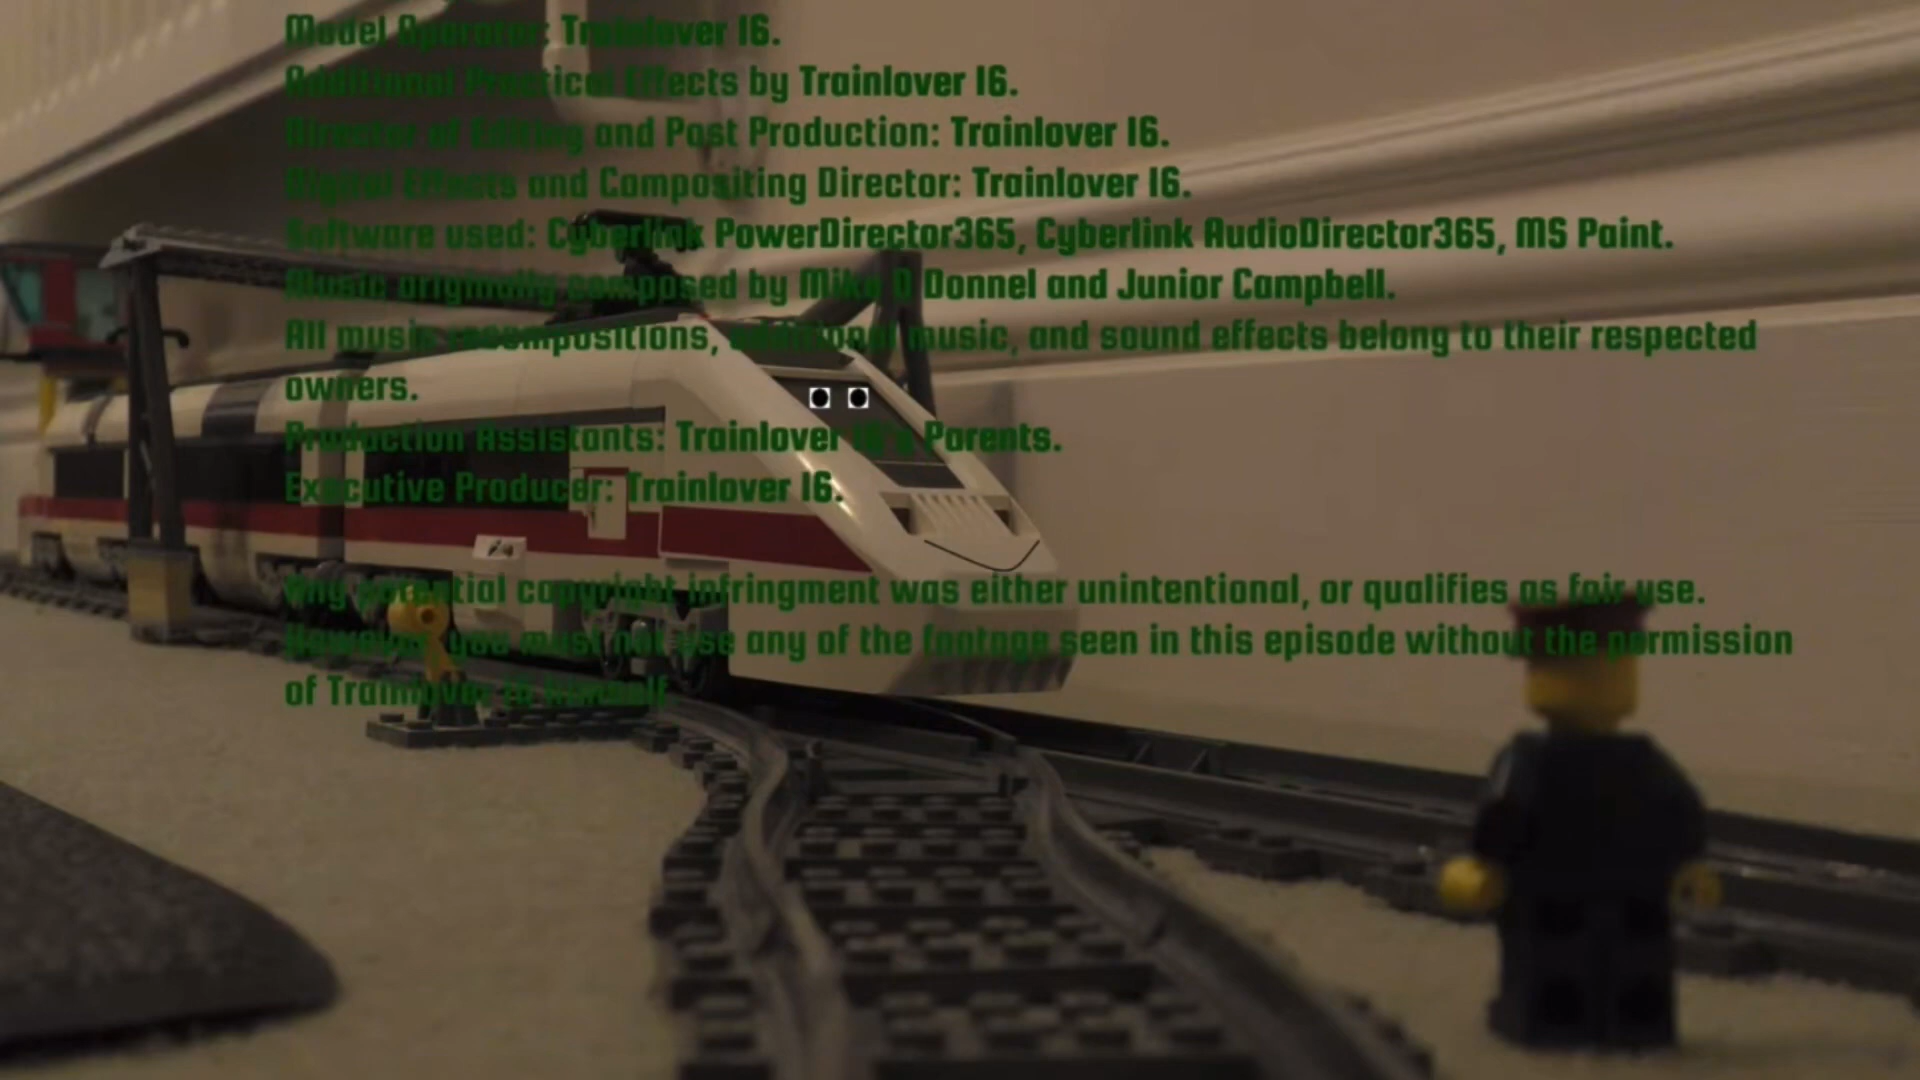 Model Operator: Trainlover 16.
Additional Practical Effects by Trainlover 16.
Director of Editing and Post Production: Trainlover 16.
Digital Effects and Compositing Director: Trainlover 16.
Software used: Cyberlink PowerDirector365, Cyberlink AudioDirector365, MS Paint.
Music originally composed by Mike O Donnel and Junior Campbell.
All music recompositions, additional music, and sound effects belong to their respected
owners.
Production Assistants: Trainlover 16's Parents.
Executive Producer: Trainlover 16.
Any potential copyright infringment was either unintentional, or qualifies as fair use.
However, you must not use any of the footage seen in this episode without the permission
of Trainlover 16 himself